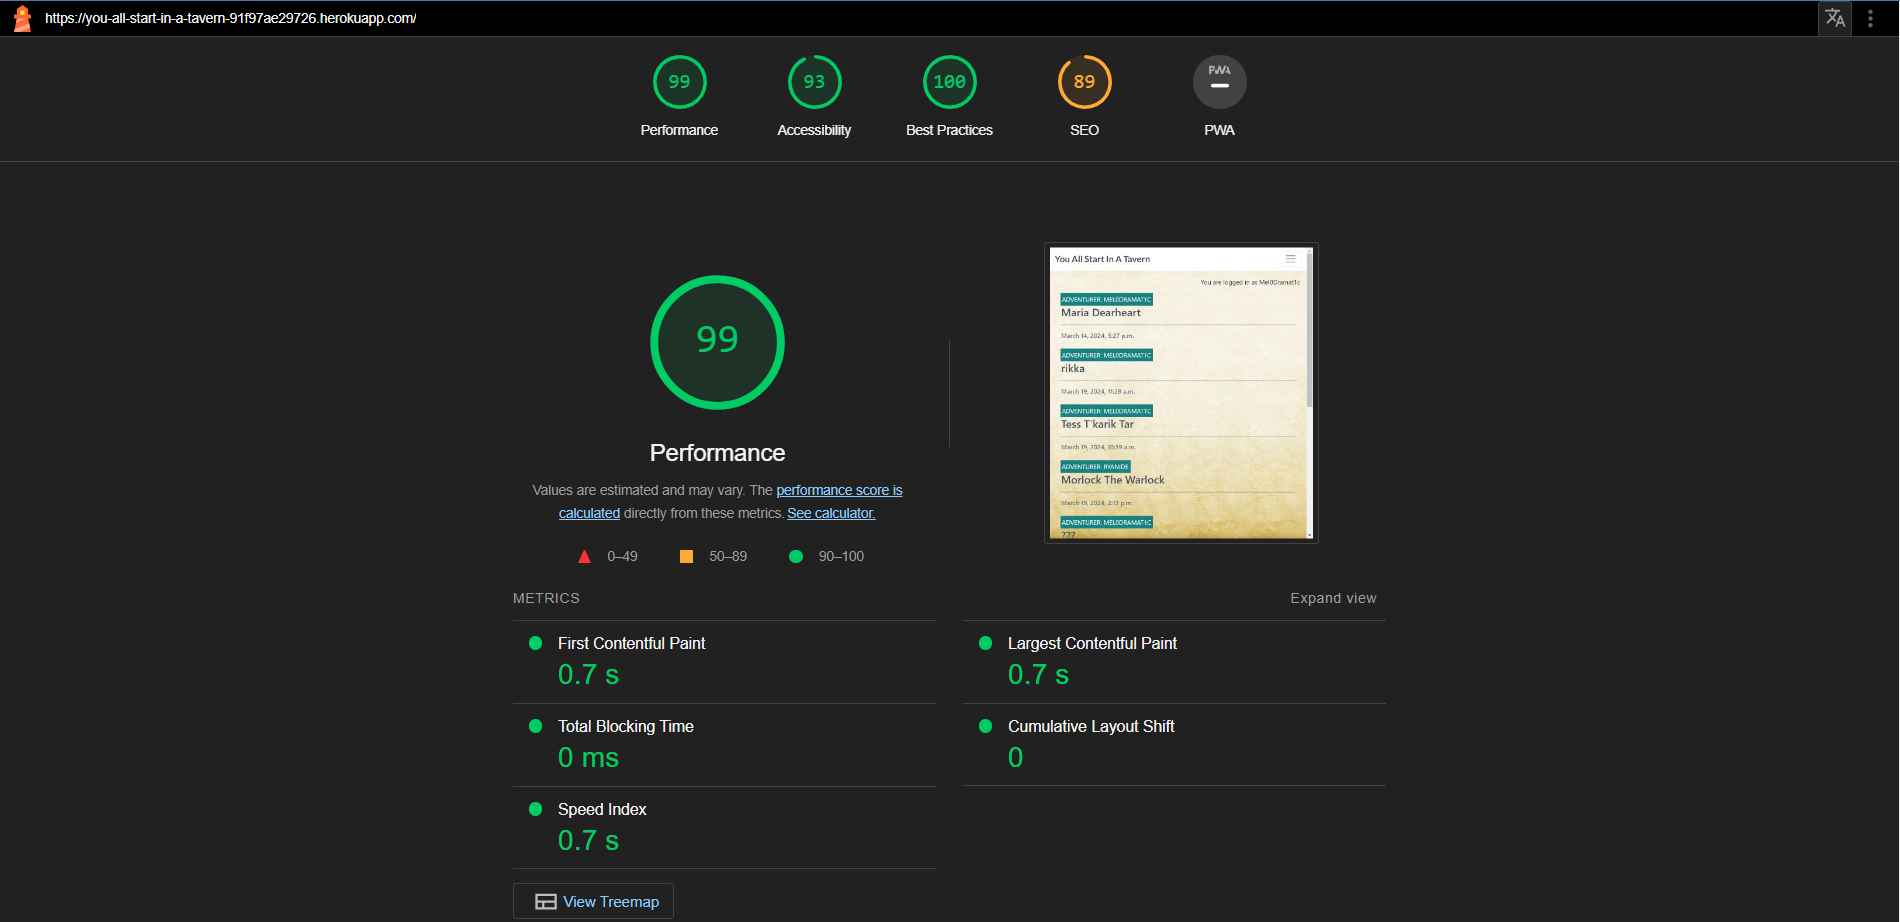 https://you-all-start-in-a-tavern-91f97ae29726.herokuapp.com/
99
93
100
89
PWA
Performance
Accessibility
Best Practices
SEO
PWA
99
Performance
Values are estimated and may vary. The performance score is
calculated directly from these metrics. See calculator.
0–49
50–89
90–100
You All Start In A Tavern
You are logged in as Mel0Dramat1c
ADVENTURER: MEL0DRAMAT1C
Maria Dearheart
March 14, 2024, 5:27 p.m.
ADVENTURER: MEL0DRAMAT1C
rikka
March 19, 2024, 11:28 a.m.
ADVENTURER: MEL0DRAMAT1C
Tess T'karik Tar
March 19, 2024, 10:39 a.m.
ADVENTURER: RYANIDE
Morlock The Warlock
March 19, 2024, 2:13 p.m.
ADVENTURER: MEL0DRAMAT1C
???
METRICS
Expand view
First Contentful Paint
0.7 s
Largest Contentful Paint
0.7 s
Total Blocking Time
0 ms
Cumulative Layout Shift
0
Speed Index
0.7 s
View Treemap